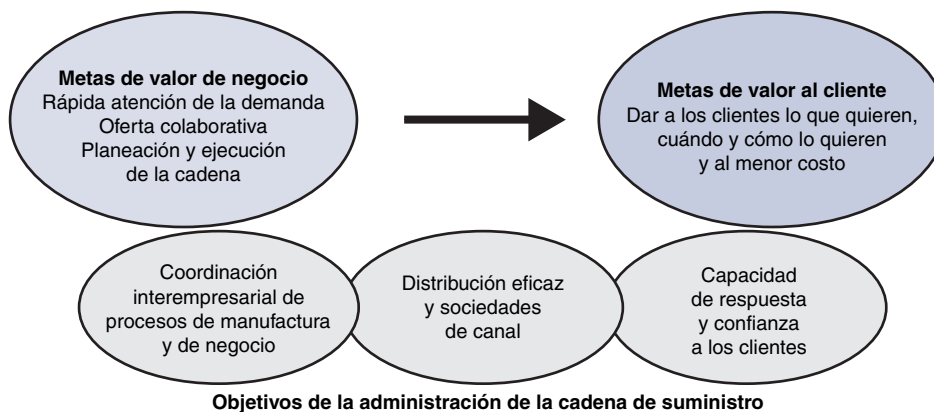 Metas de valor de negocio
Rápida atención de la demanda
Oferta colaborativa
Planeación y ejecución
de la cadena
Metas de valor al cliente
Dar a los clientes lo que quieren,
cuándo y cómo lo quieren
y al menor costo
Coordinación
interempresarial de
procesos de manufactura
y de negocio
Distribución eficaz
y sociedades
de canal
Capacidad
de respuesta
y confianza
a los clientes
Objetivos de la administración de la cadena de suministro